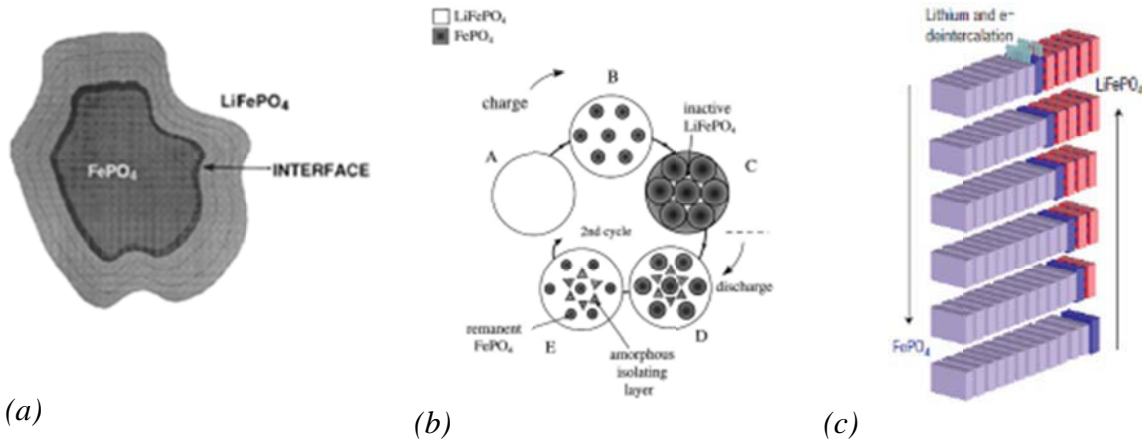 LiFePO4
FePO4
INTERFACE
(a)
(b)
LiFePO4
FePO4
charge
A
B
inactive
LiFePO4
C
2nd cycle
discharge
remanent
FePO4
E
D
amorphous
isolating
layer
(c)
Lithium and e−
deintercalation
LiFePO4
FePO4